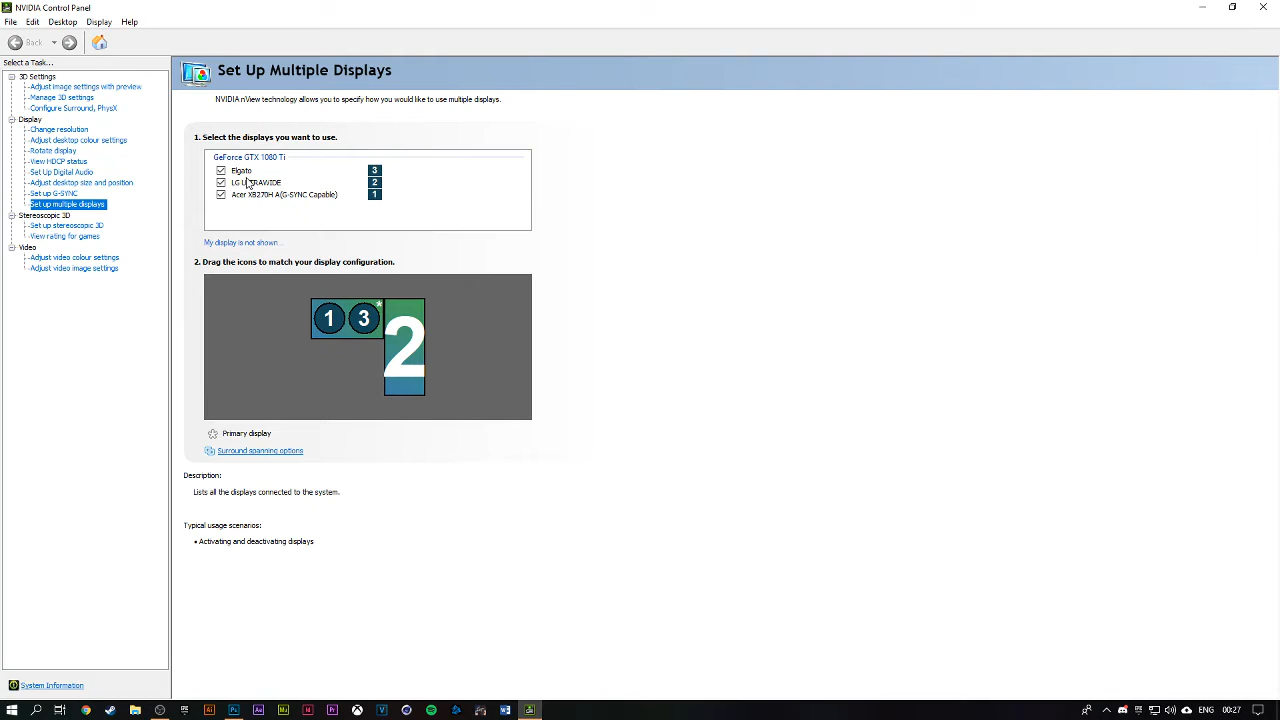 NVIDIA Control Panel
File Edit Desktop Display Help
Back
Select a Task...
3D Settings
Adjust image settings with preview
Manage 3D settings
Configure Surround, PhysX
Display
Change resolution
Adjust desktop colour settings
Rotate display
View HDCP status
Set Up Digital Audio
Adjust desktop size and position
Set up G-SYNC
Set up multiple displays
Stereoscopic 3D
Set up stereoscopic 3D
View rating for games
Video
Adjust video colour settings
Adjust video image settings
System Information
Set Up Multiple Displays
NVIDIA nView technology allows you to specify how you would like to use multiple displays.
1. Select the displays you want to use.
GeForce GTX 1080 Ti
Elgato 3
LG 2
Acer XB270H A(G-SYNC Capable) 1
My display is not shown...
2. Drag the icons to match your display configuration.
1 3 * 2
Primary display
Surround spanning options
Description:
Lists all the displays connected to the system.
Typical usage scenarios:
• Activating and deactivating displays
Ai Ps Ae Mu Id Pr V W
ENG 00:27